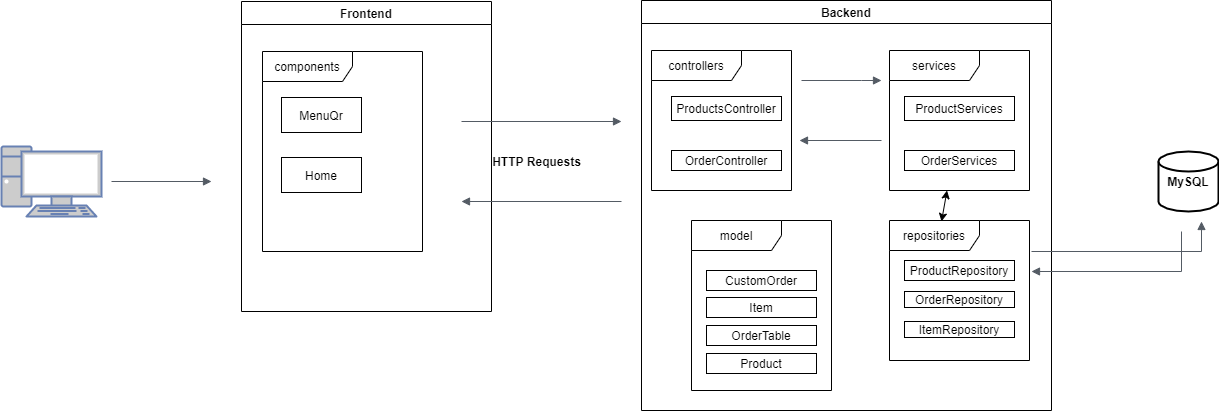 Frontend
components
MenuQr
Home
HTTP Requests
Backend
controllers
ProductsController
OrderController
services
ProductServices
OrderServices
model
CustomOrder
Item
OrderTable
Product
repositories
ProductRepository
OrderRepository
ItemRepository
MySQL